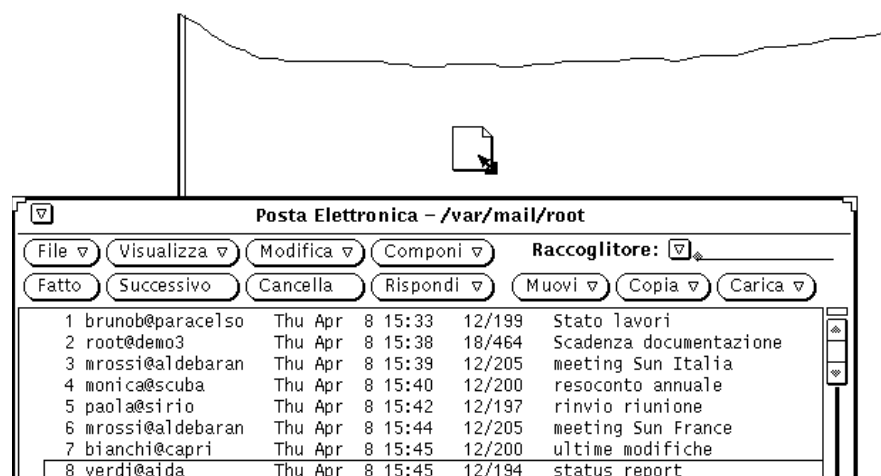 Posta Elettronica – /var/mail/root
File Visualizza Modifica Componi Raccoglitore:
Fatto Successivo Cancella Rispondi Muovi Copia Carica
1 brunob@paracelso Thu Apr 8 15:33 12/199 Stato lavori
2 root@demo3 Thu Apr 8 15:38 18/464 Scadenza documentazione
3 mrossi@aldebaran Thu Apr 8 15:39 12/205 meeting Sun Italia
4 monica@scuba Thu Apr 8 15:40 12/200 resoconto annuale
5 paola@sirio Thu Apr 8 15:42 12/197 rinvio riunione
6 mrossi@aldebaran Thu Apr 8 15:44 12/205 meeting Sun France
7 bianchi@capri Thu Apr 8 15:45 12/200 ultime modifiche
8 verdi@aida Thu Apr 8 15:45 12/194 status report